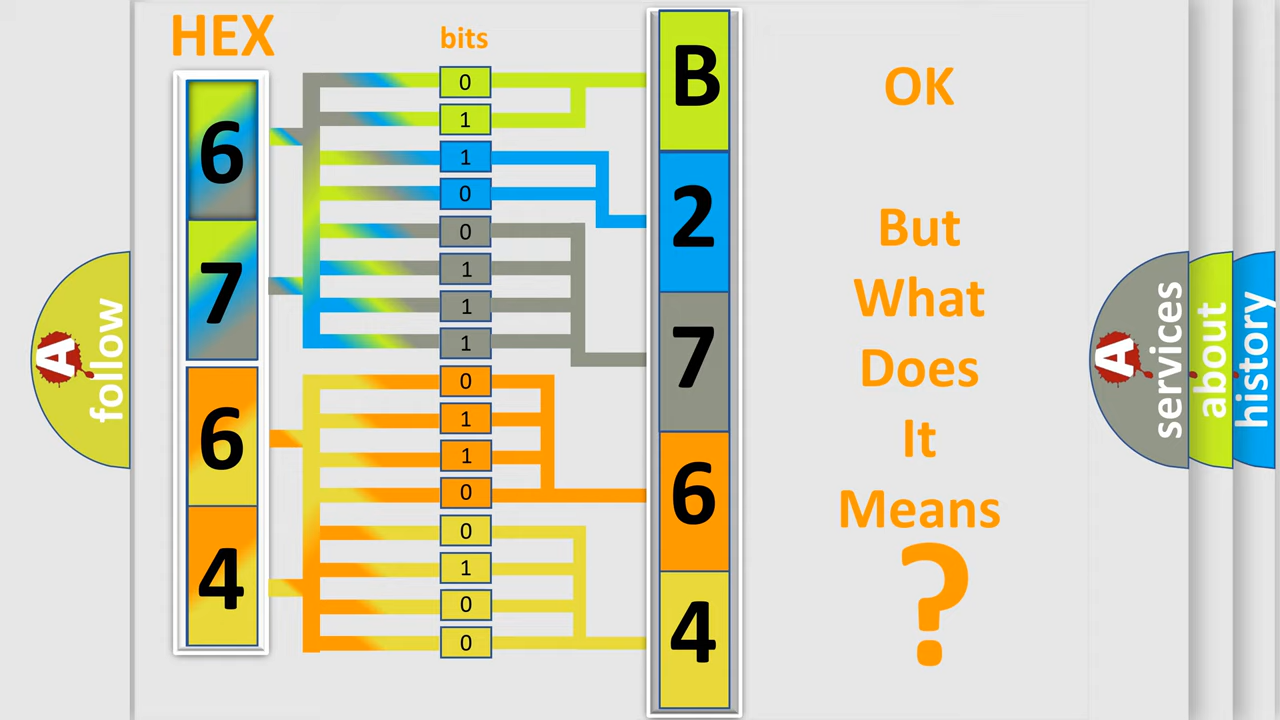 HEX
bits
6
7
6
4
0
1
1
0
0
1
1
1
0
1
1
0
0
1
0
0
B
2
7
6
4
OK
But
What
Does
It
Means
?
A
follow
A
services
about
history